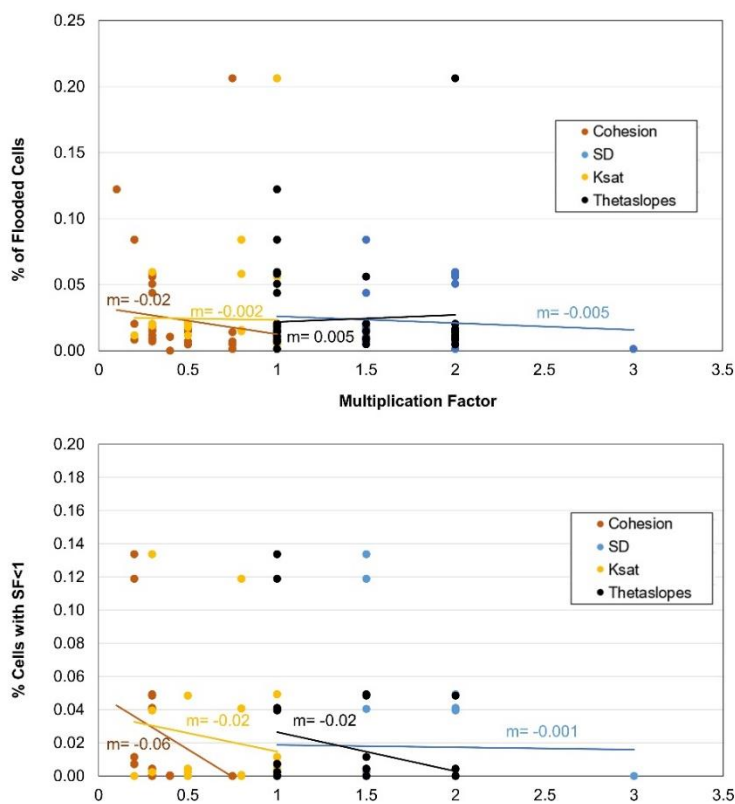 0.25
0.20
0.15
0.10
0.05
0.00
% of Flooded Cells
Cohesion
SD
Ksat
Thetaslopes
m= -0.02
m= -0.002
m= 0.005
m= -0.005
0 0.5 1 1.5 2 2.5 3 3.5
Multiplication Factor
0.20
0.18
0.16
0.14
0.12
0.10
0.08
0.06
0.04
0.02
0.00
% Cells with SF<1
Cohesion
SD
Ksat
Thetaslopes
m= -0.06
m= -0.02
m= -0.02
m= -0.001
0 0.5 1 1.5 2 2.5 3 3.5